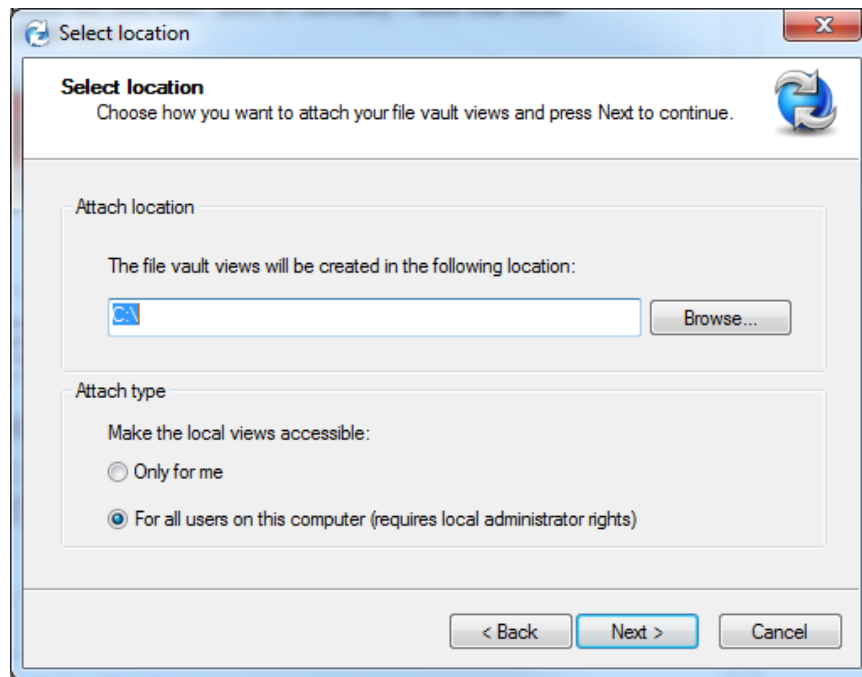 Select location
Select location
Choose how you want to attach your file vault views and press Next to continue.
Attach location
The file vault views will be created in the following location:
C:\
Browse...
Attach type
Make the local views accessible:
Only for me
For all users on this computer (requires local administrator rights)
< Back
Next >
Cancel